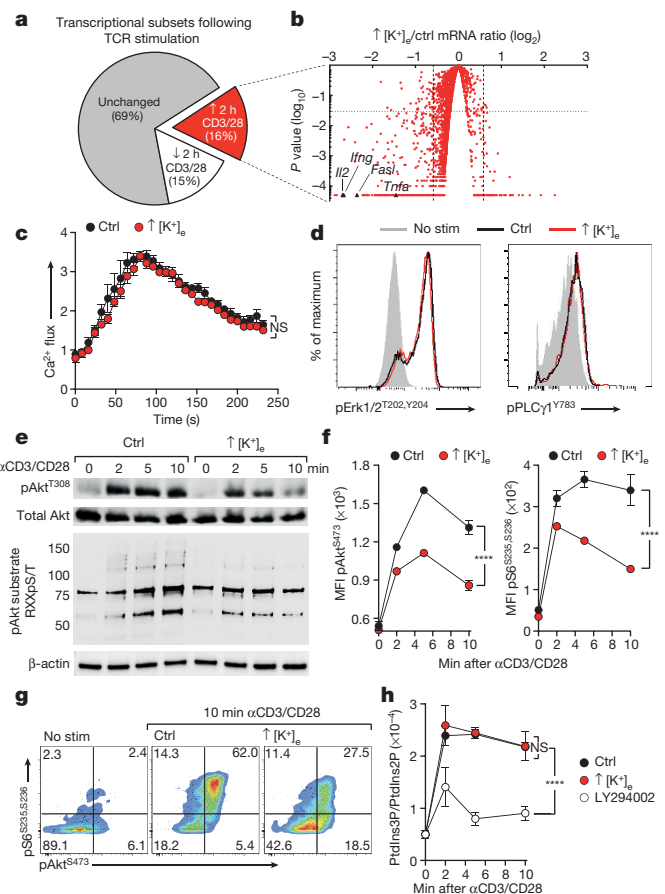 a
Transcriptional subsets following
TCR stimulation
Unchanged
(69%)
↑ 2 h
CD3/28
(16%)
↓ 2 h
CD3/28
(15%)
b
↑ [K⁺]ₑ/ctrl mRNA ratio (log₂)
−3 −2 −1 0 1 2 3
P value (log₁₀)
−1
−2
−3
−4
Il2
Ifng
Fasl
Tnfa
c
Ctrl ↑ [K⁺]ₑ
Ca²⁺ flux
4
3
2
1
0
NS
0 50 100 150 200 250 300
Time (s)
d
No stim Ctrl ↑ [K⁺]ₑ
% of maximum
pErk1/2ᵀ²⁰²,ʸ²⁰⁴
pPLCγ1ʸ⁷⁸³
e
Ctrl ↑ [K⁺]ₑ
αCD3/CD28 0 2 5 10 0 2 5 10 min
pAktᵀ³⁰⁸
Total Akt
pAkt substrate
RXXpS/T
150
100
75
50
β-actin
f
Ctrl ↑ [K⁺]ₑ
MFI pAktˢ⁴⁷³ (×10³)
1.8
1.5
1.2
0.9
0.6
****
0 2 4 6 8 10
Ctrl ↑ [K⁺]ₑ
MFI pS6ˢ²³⁵,ˢ²³⁶ (×10²)
4
3
2
1
0
****
0 2 4 6 8 10
Min after αCD3/CD28
g
10 min αCD3/CD28
No stim Ctrl ↑ [K⁺]ₑ
2.3 2.4 14.3 62.0 11.4 27.5
89.1 6.1 18.2 5.4 42.6 18.5
pS6ˢ²³⁵,ˢ²³⁶
pAktˢ⁴⁷³
h
PtdIns3P/PtdIns2P (×10⁻⁴)
3
2
1
0
NS
****
Ctrl
↑ [K⁺]ₑ
LY294002
0 2 4 6 8 10
Min after αCD3/CD28